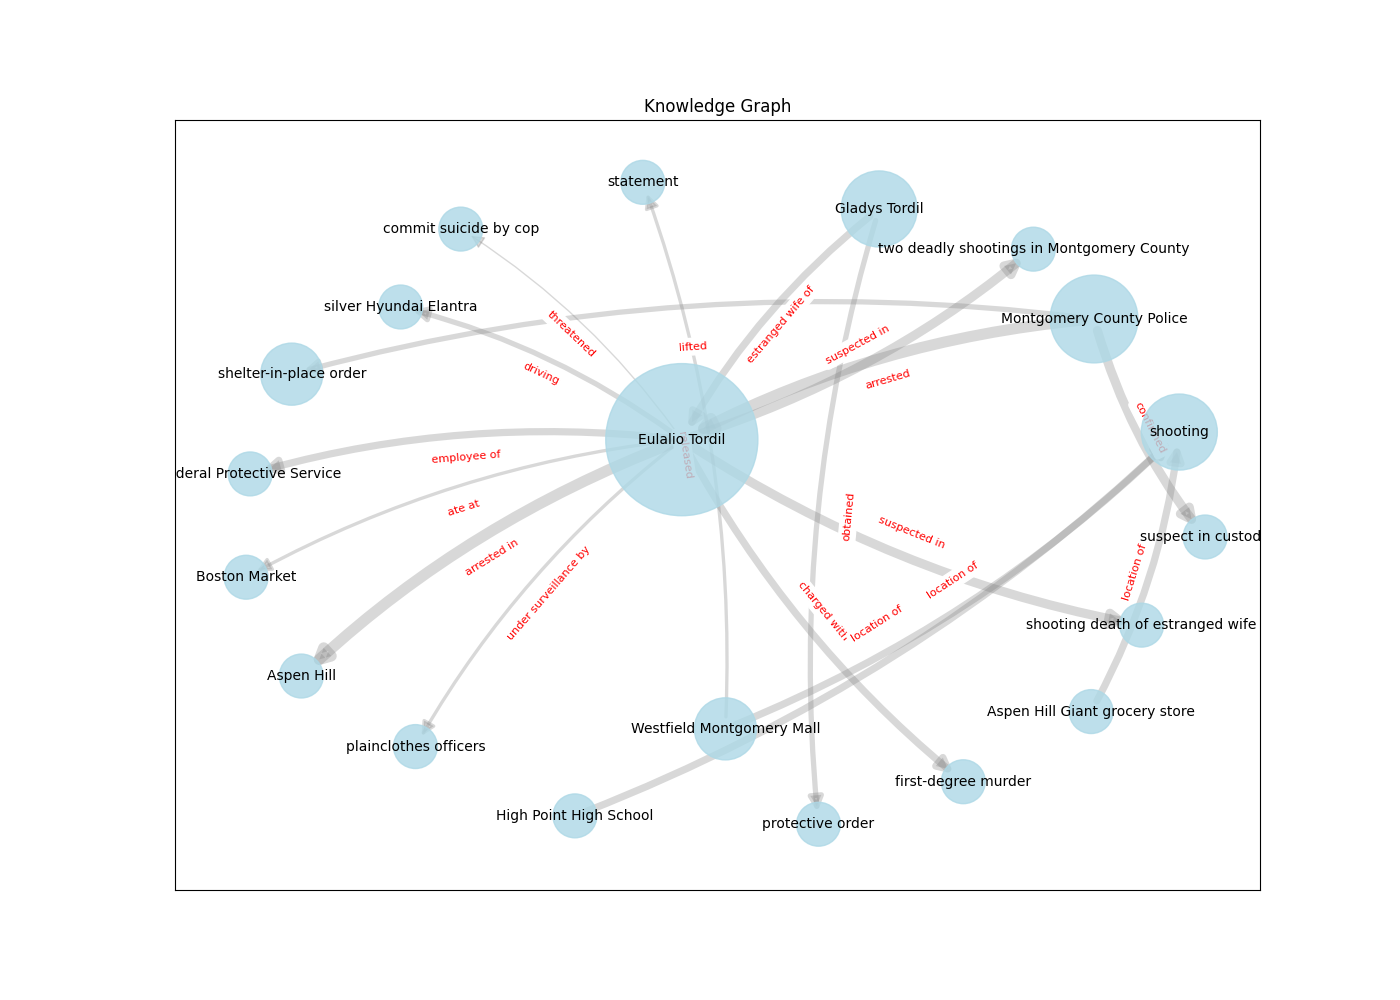 Knowledge Graph
statement
Gladys Tordil
commit suicide by cop
two deadly shootings in Montgomery County
silver Hyundai Elantra
estranged wife of
Montgomery County Police
threatened
lifted
suspected in
shelter-in-place order
driving
arrested
confirmed
shooting
Eulalio Tordil
released
employee of
deral Protective Service
ate at
obtained
suspected in
suspect in custod
arrested in
location of
location of
Boston Market
under surveillance by
charged with
location of
shooting death of estranged wife
Aspen Hill
Aspen Hill Giant grocery store
Westfield Montgomery Mall
plainclothes officers
first-degree murder
High Point High School
protective order